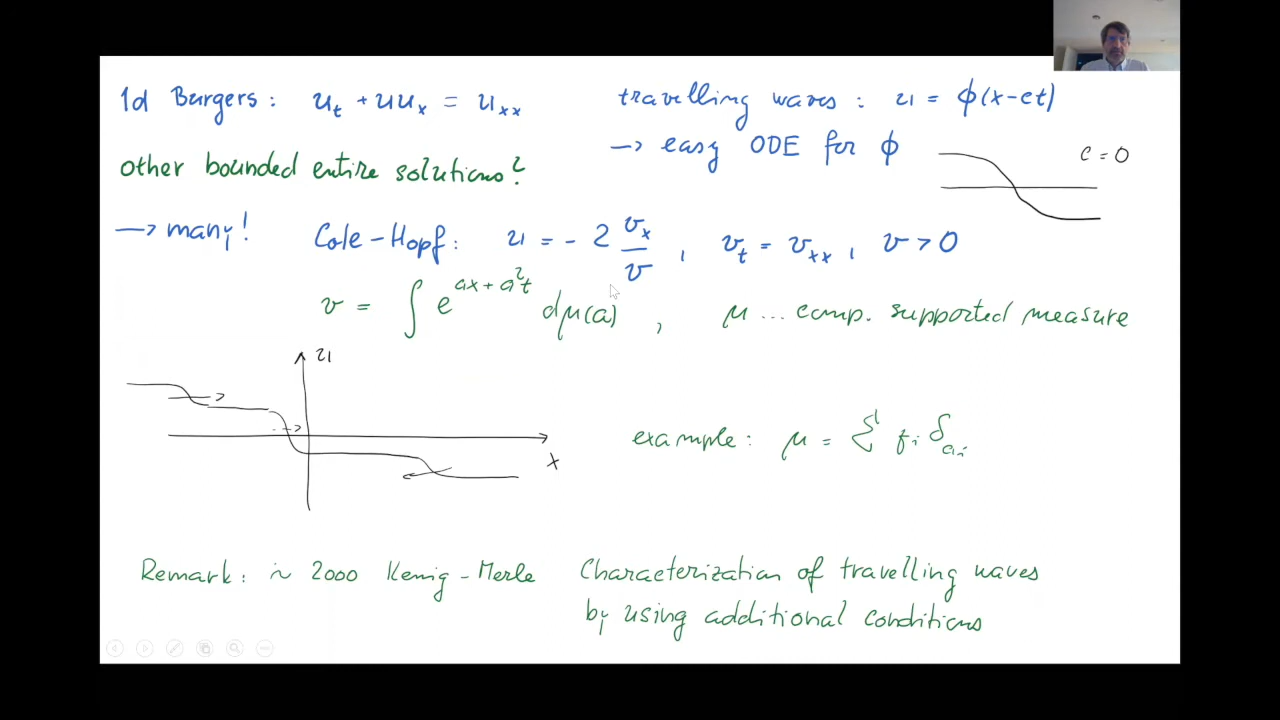 1d Burgers: u_t + uu_x = u_xx
travelling waves: u = φ(x-ct)
→ easy ODE for φ
c = 0
other bounded entire solutions?
→ many! Cole-Hopf: u = -2 v_x/v, v_t = v_xx, v > 0
v = ∫ e^{ax+a²t} dμ(a), μ ... comp. supported measure
u
x
example: μ = Σ f_i δ_{a_i}
Remark: ~ 2000 Kenig-Merle Characterization of travelling waves
by using additional conditions